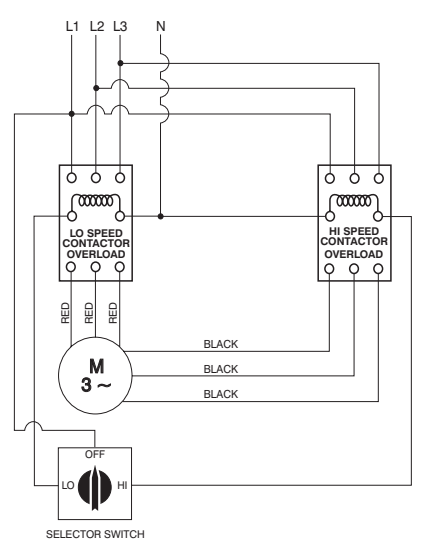 L1 L2 L3 N
LO SPEED
CONTACTOR
OVERLOAD
HI SPEED
CONTACTOR
OVERLOAD
RED
RED
RED
BLACK
M
3 ~
BLACK
BLACK
OFF
LO
HI
SELECTOR SWITCH